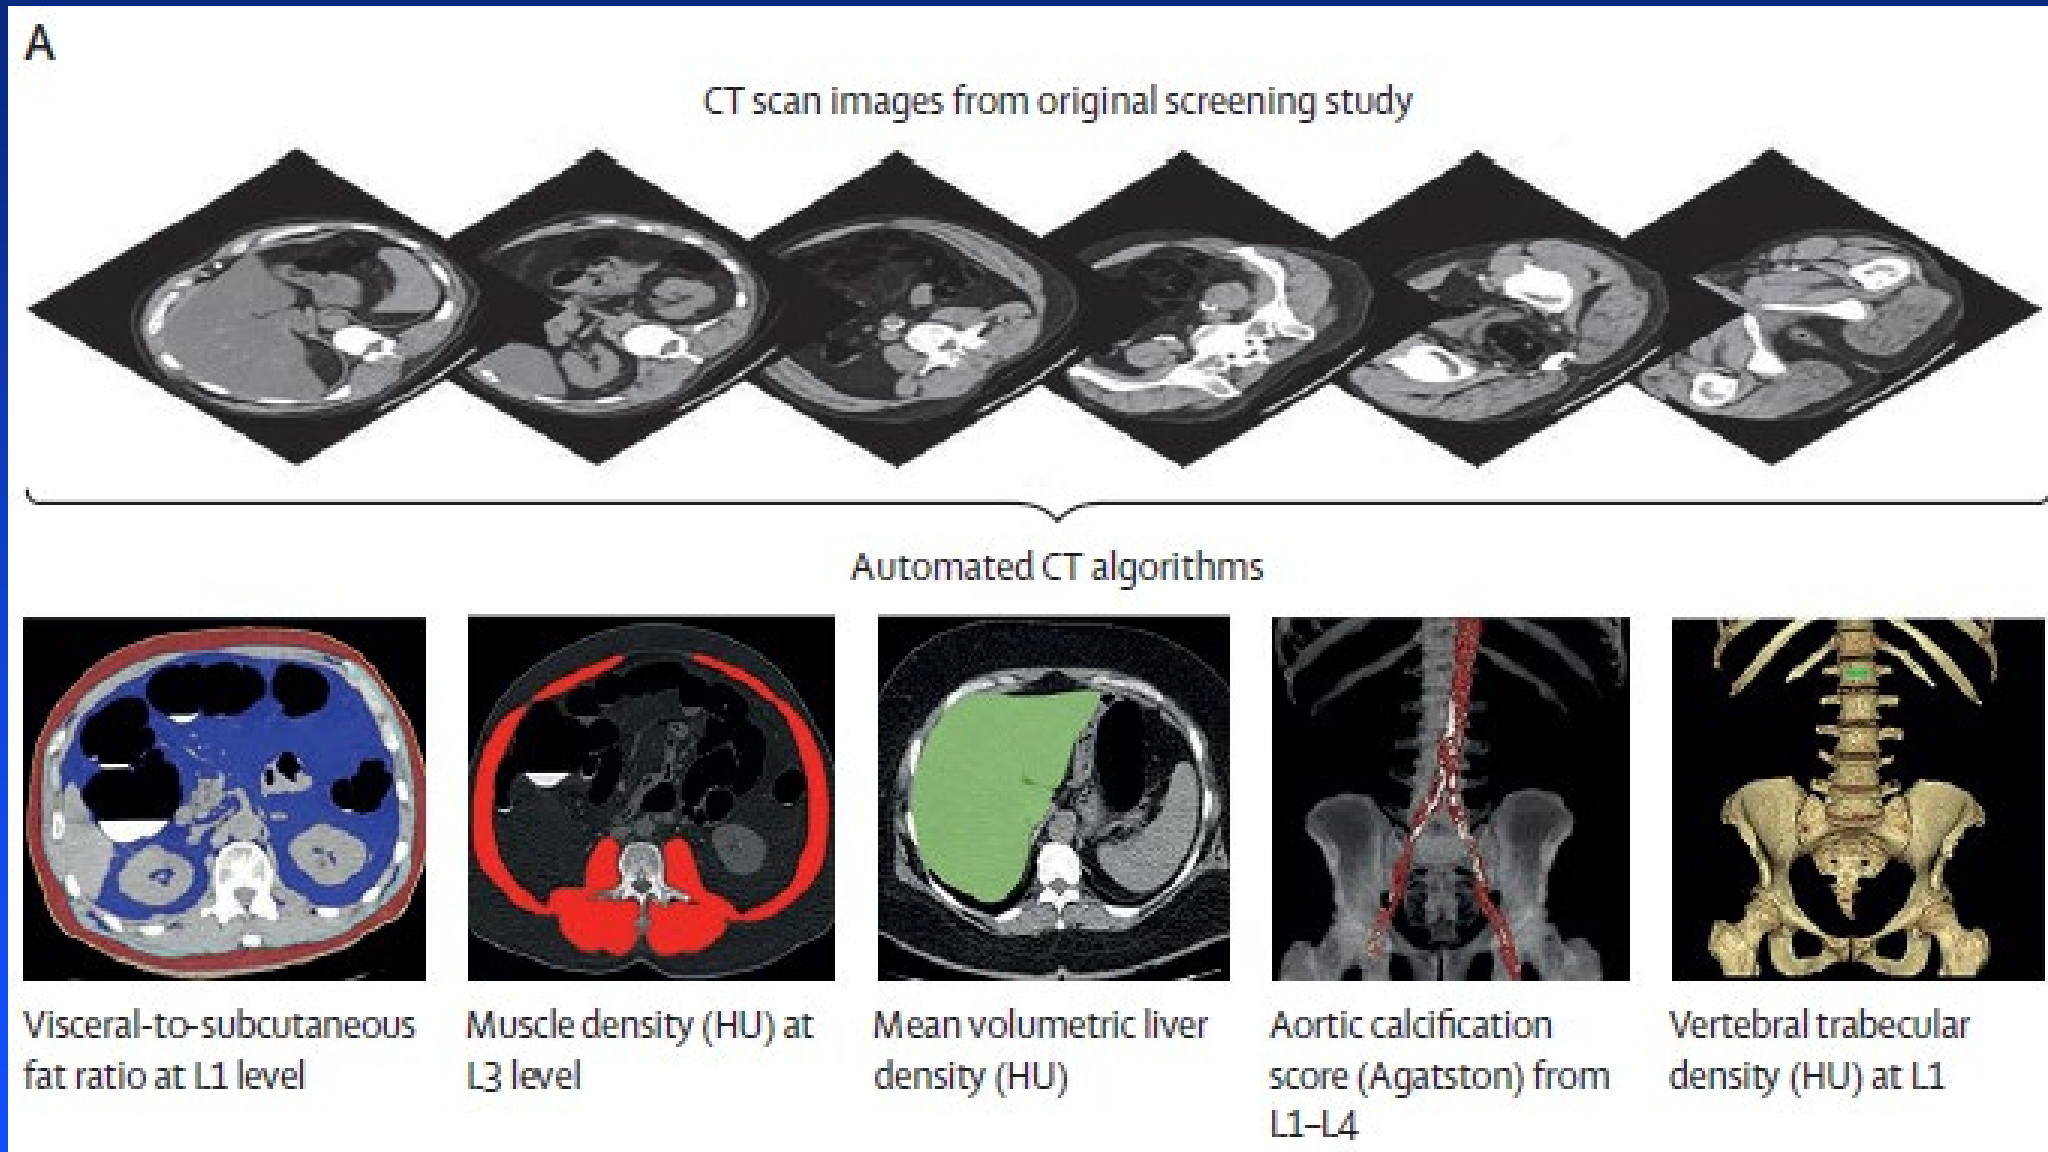 A
CT scan images from original screening study
Automated CT algorithms
Visceral-to-subcutaneous
fat ratio at L1 level
Muscle density (HU) at
L3 level
Mean volumetric liver
density (HU)
Aortic calcification
score (Agatston) from
L1–L4
Vertebral trabecular
density (HU) at L1